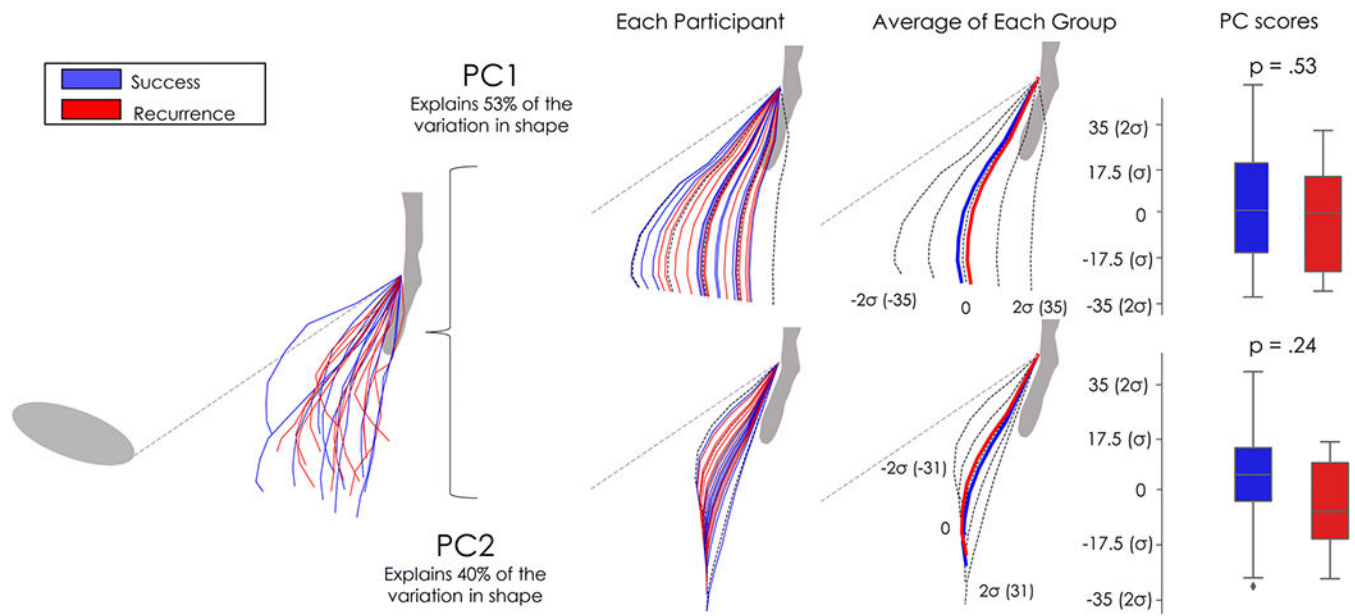 Each Participant
Average of Each Group
PC scores
Success
Recurrence
PC1
Explains 53% of the
variation in shape
p = .53
35 (2σ)
17.5 (σ)
0
-17.5 (σ)
-35 (2σ)
-2σ (-35)
0
2σ (35)
PC2
Explains 40% of the
variation in shape
p = .24
35 (2σ)
17.5 (σ)
0
-17.5 (σ)
-35 (2σ)
-2σ (-31)
0
2σ (31)